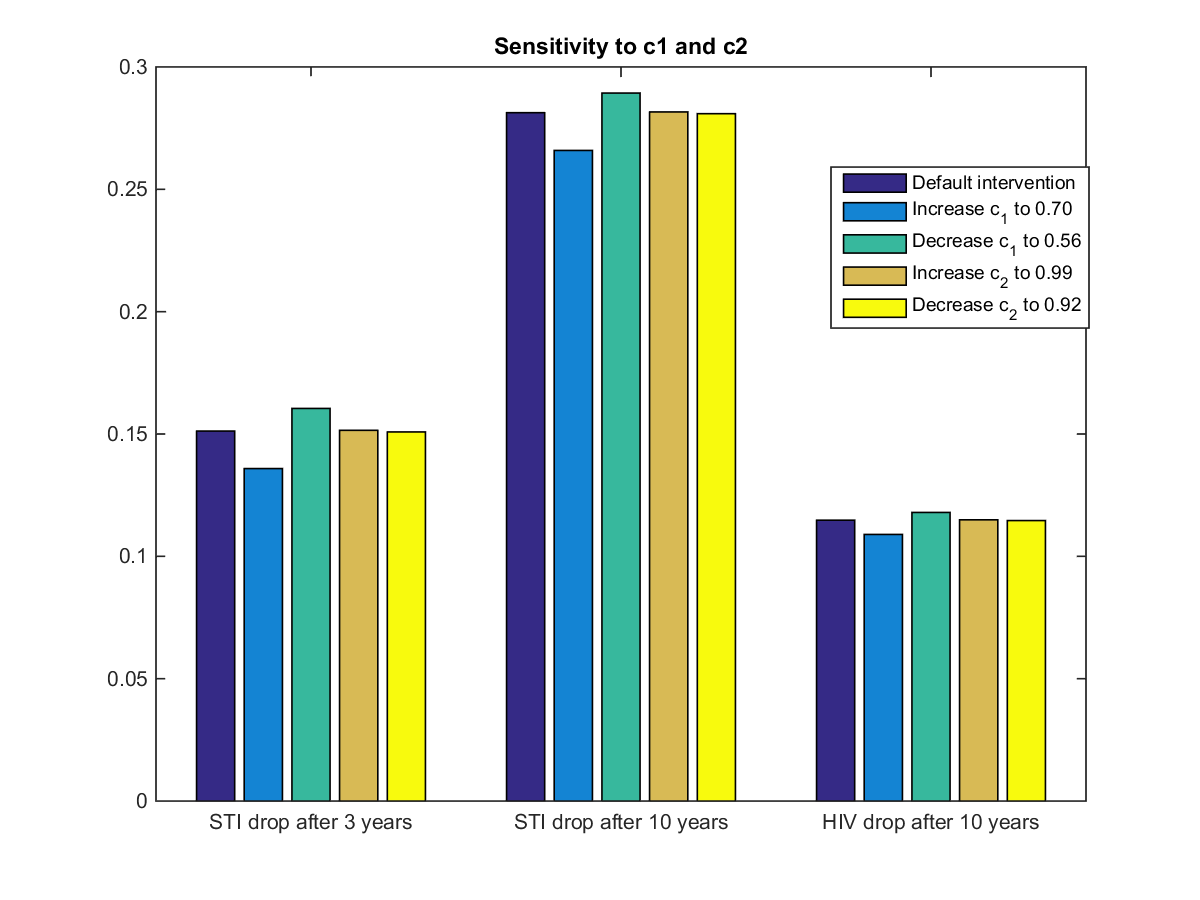 Sensitivity to c1 and c2
0.3
0.25
0.2
0.15
0.1
0.05
0
Default intervention
Increase c1 to 0.70
Decrease c1 to 0.56
Increase c2 to 0.99
Decrease c2 to 0.92
STI drop after 3 years
STI drop after 10 years
HIV drop after 10 years